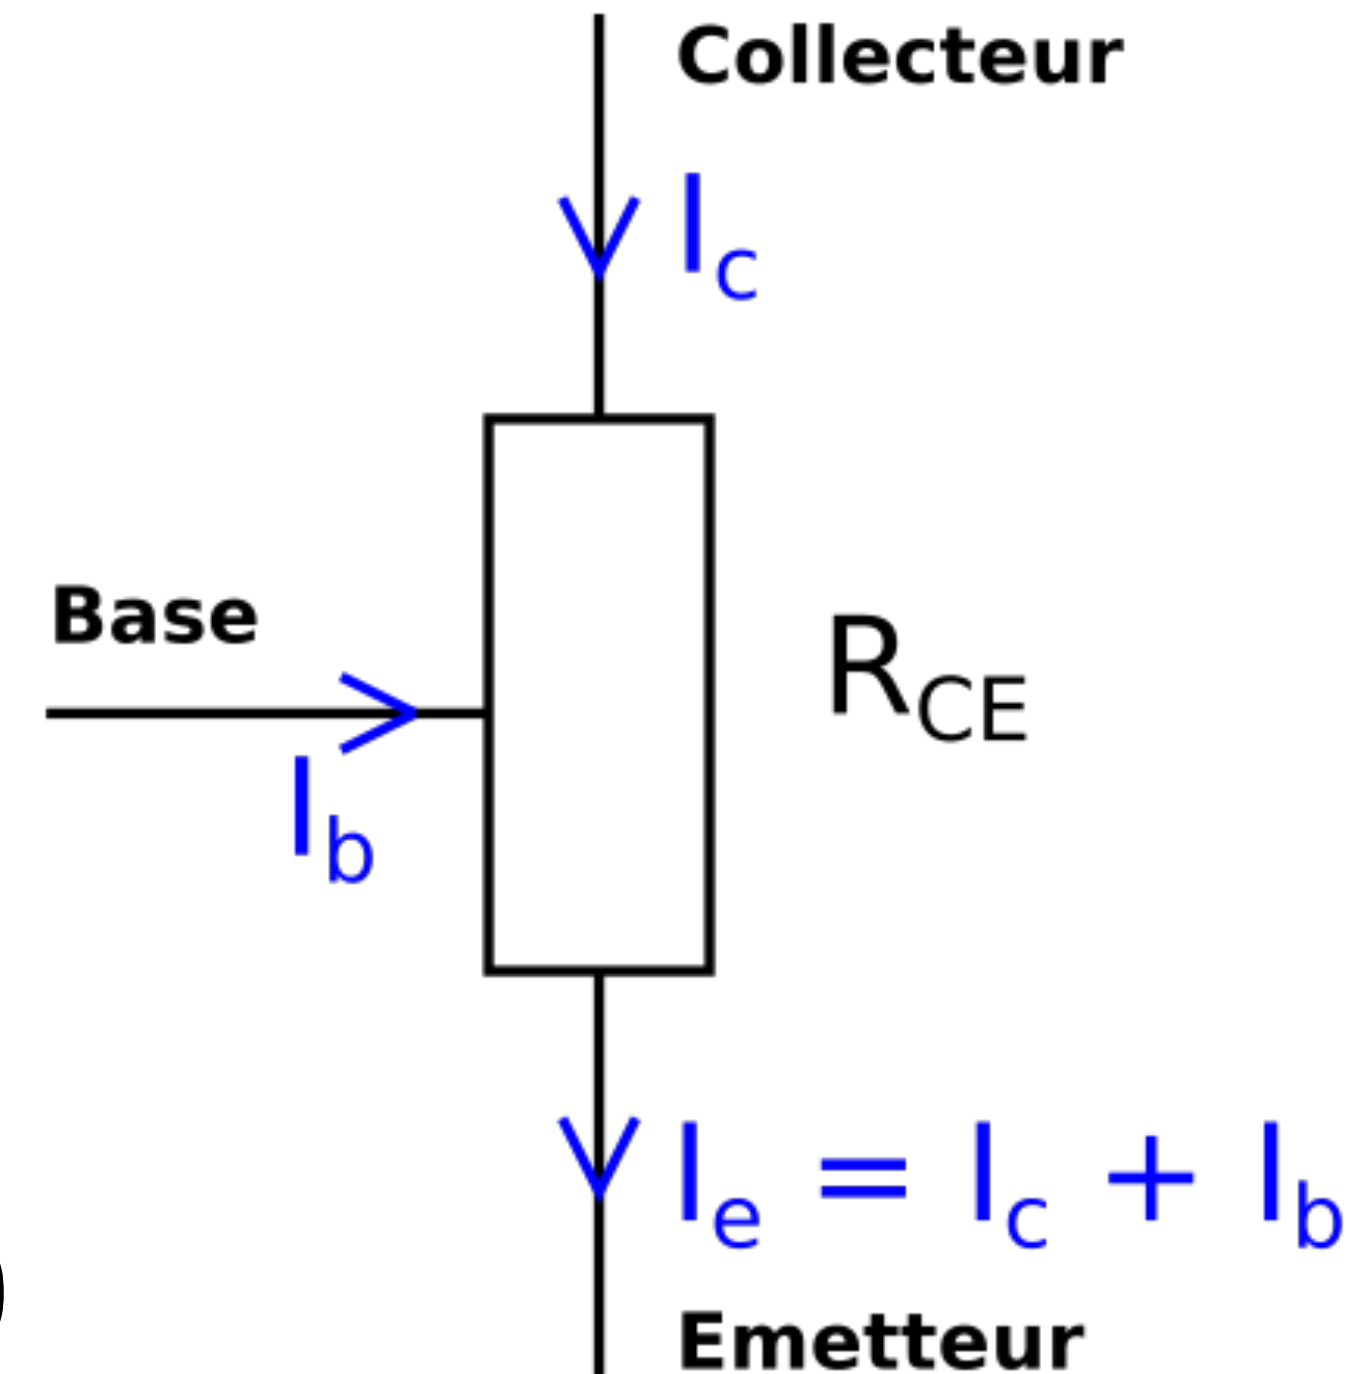 Collecteur
Ic
Base
RCE
Ib
Ie = Ic + Ib
)
Emetteur